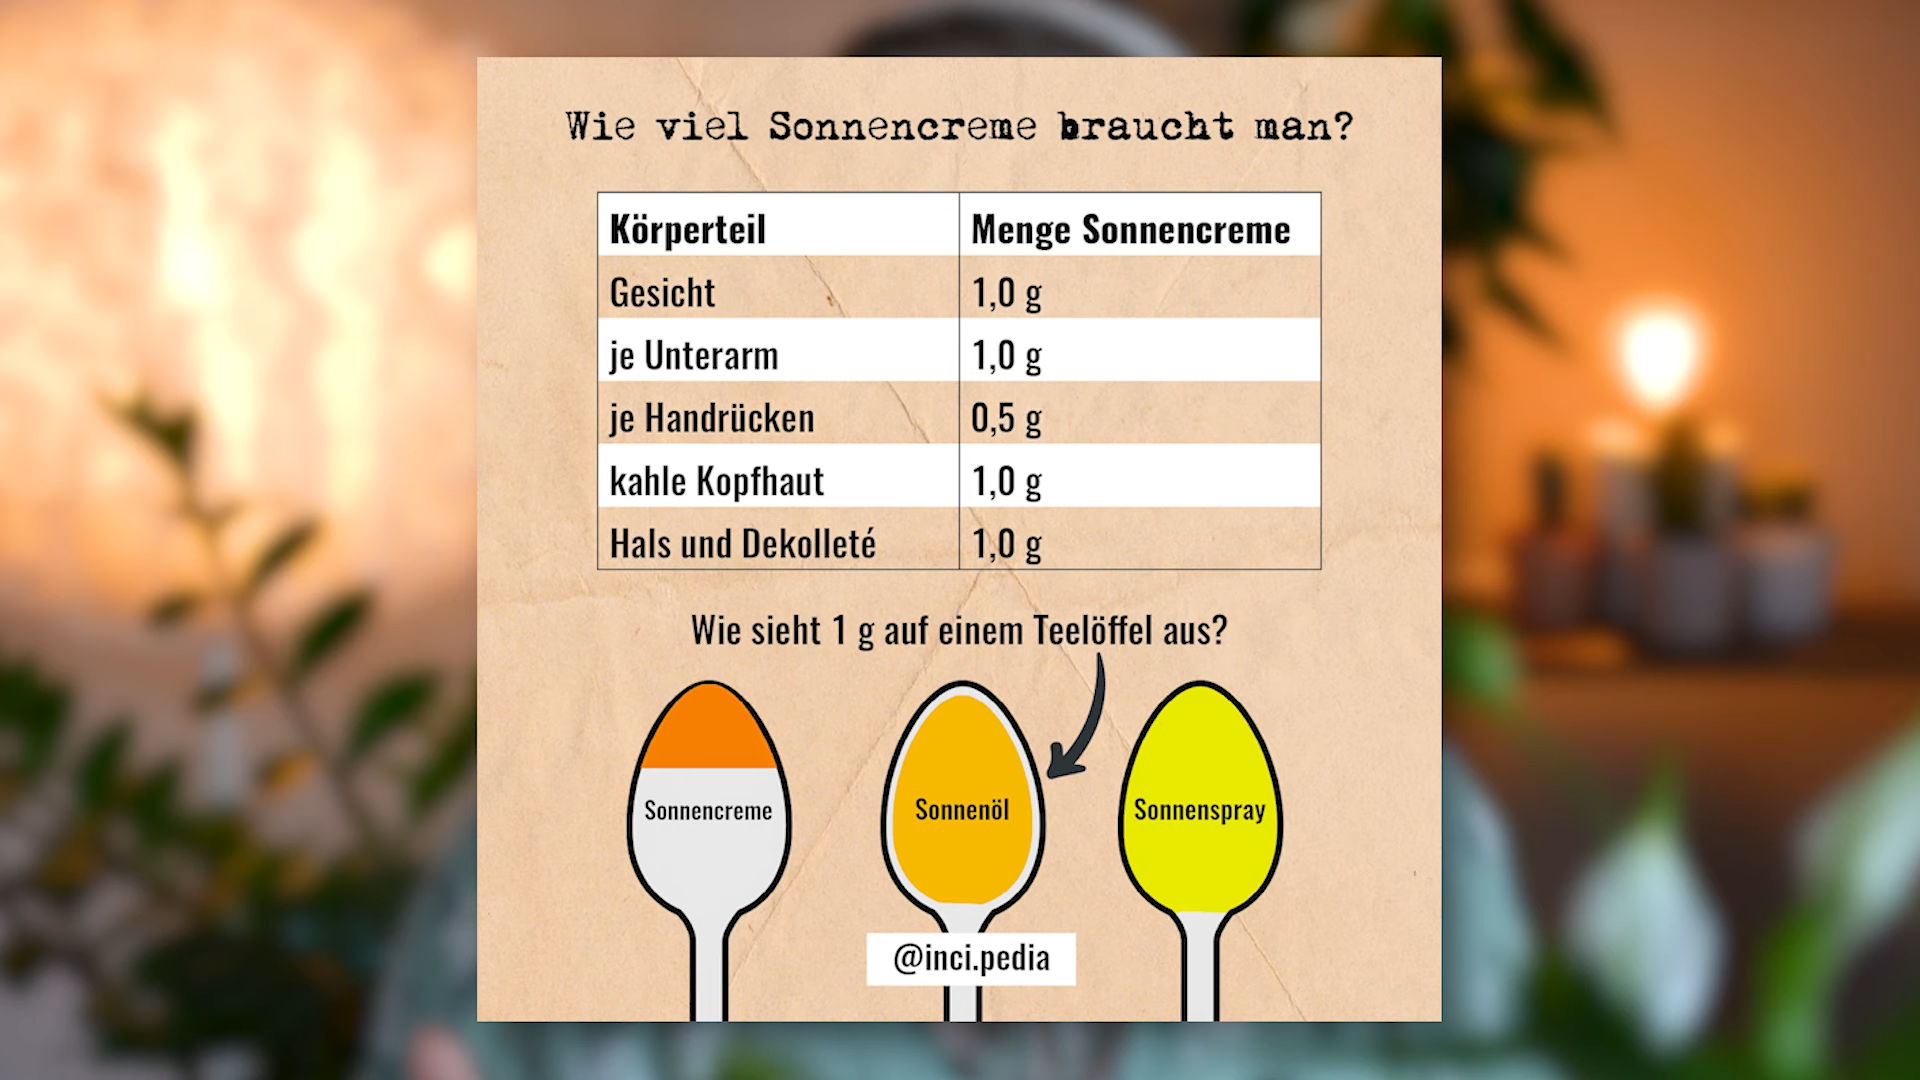 Wie viel Sonnencreme braucht man?
Körperteil Menge Sonnencreme
Gesicht 1,0 g
je Unterarm 1,0 g
je Handrücken 0,5 g
kahle Kopfhaut 1,0 g
Hals und Dekolleté 1,0 g
Wie sieht 1 g auf einem Teelöffel aus?
Sonnencreme Sonnenöl Sonnenspray
@inci.pedia